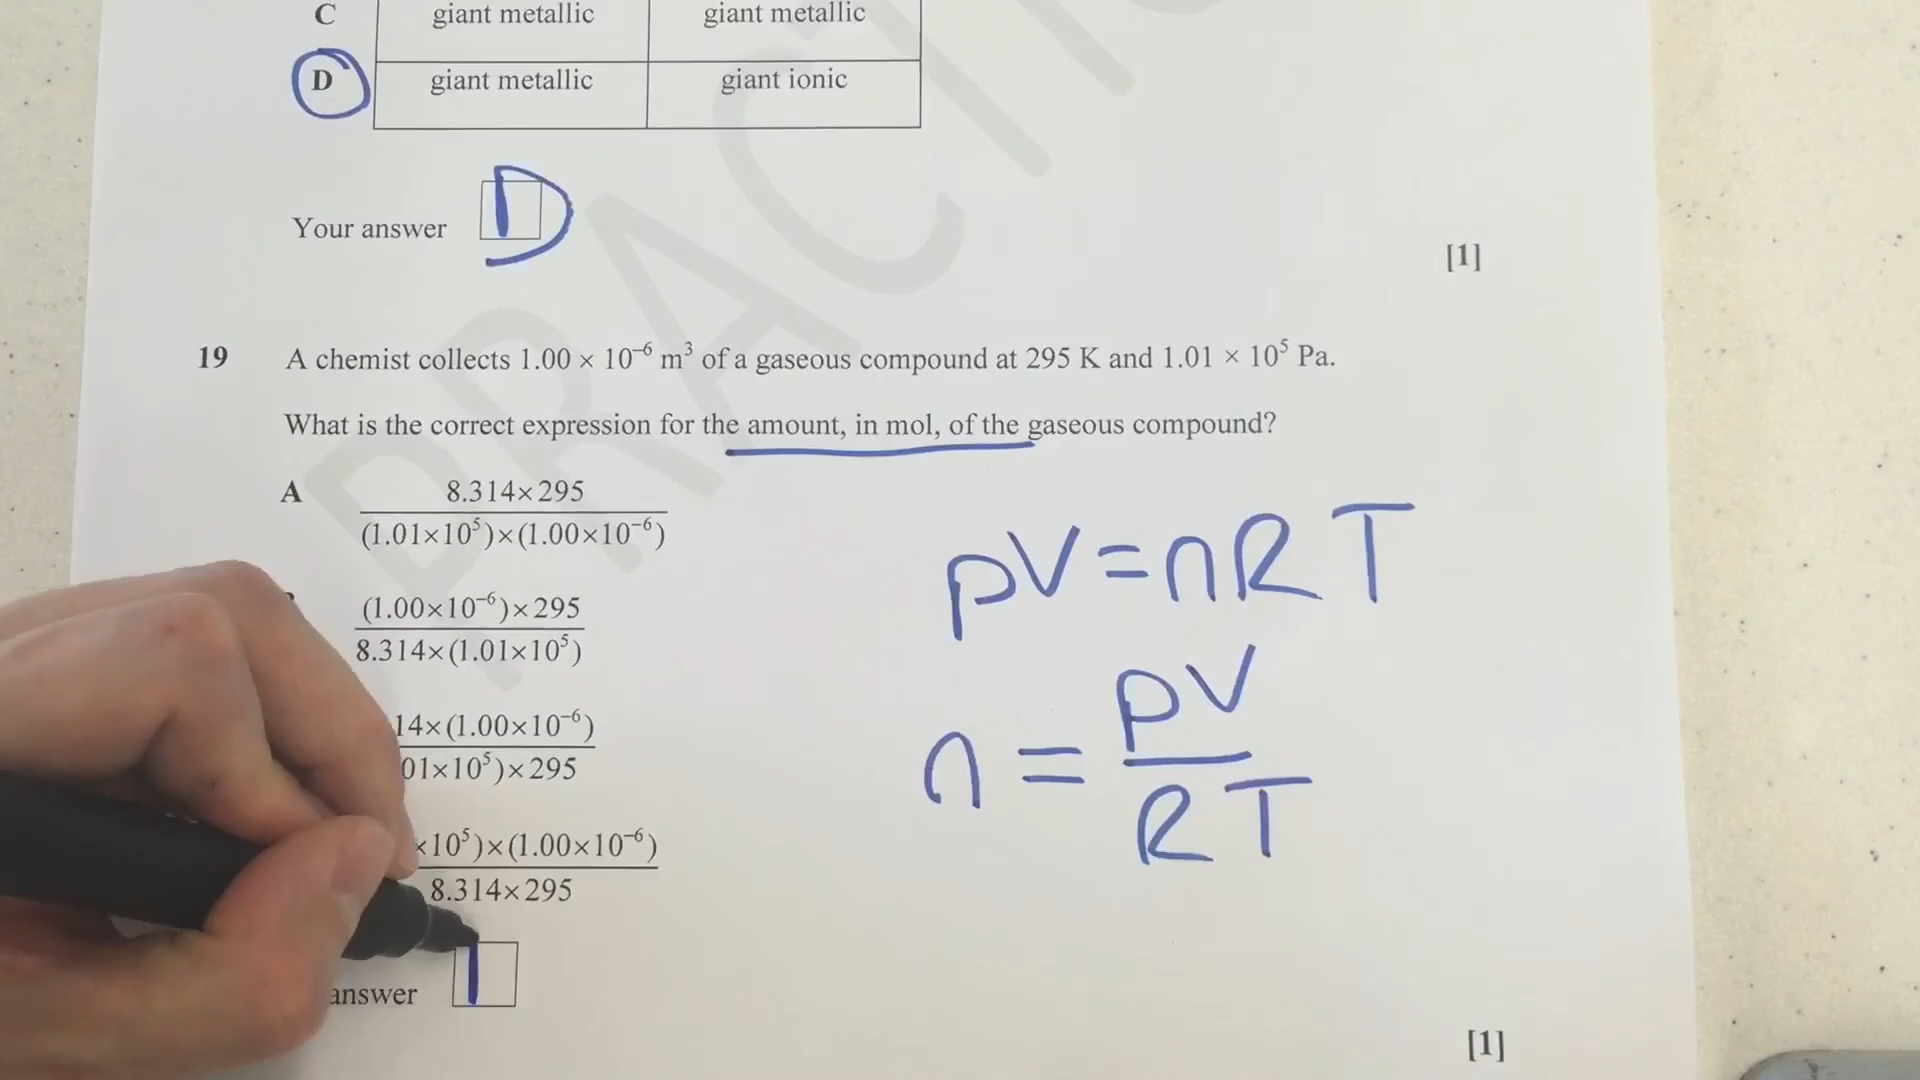 C giant metallic giant metallic
D giant metallic giant ionic
D
Your answer
[1]
PRACTIC
19 A chemist collects 1.00 × 10⁻⁶ m³ of a gaseous compound at 295 K and 1.01 × 10⁵ Pa.
What is the correct expression for the amount, in mol, of the gaseous compound?
A 8.314×295
(1.01×10⁵)×(1.00×10⁻⁶)
(1.00×10⁻⁶)×295
8.314×(1.01×10⁵)
14×(1.00×10⁻⁶)
01×10⁵)×295
×10⁵)×(1.00×10⁻⁶)
8.314×295
pV=nRT
n = pV
RT
answer
[1]